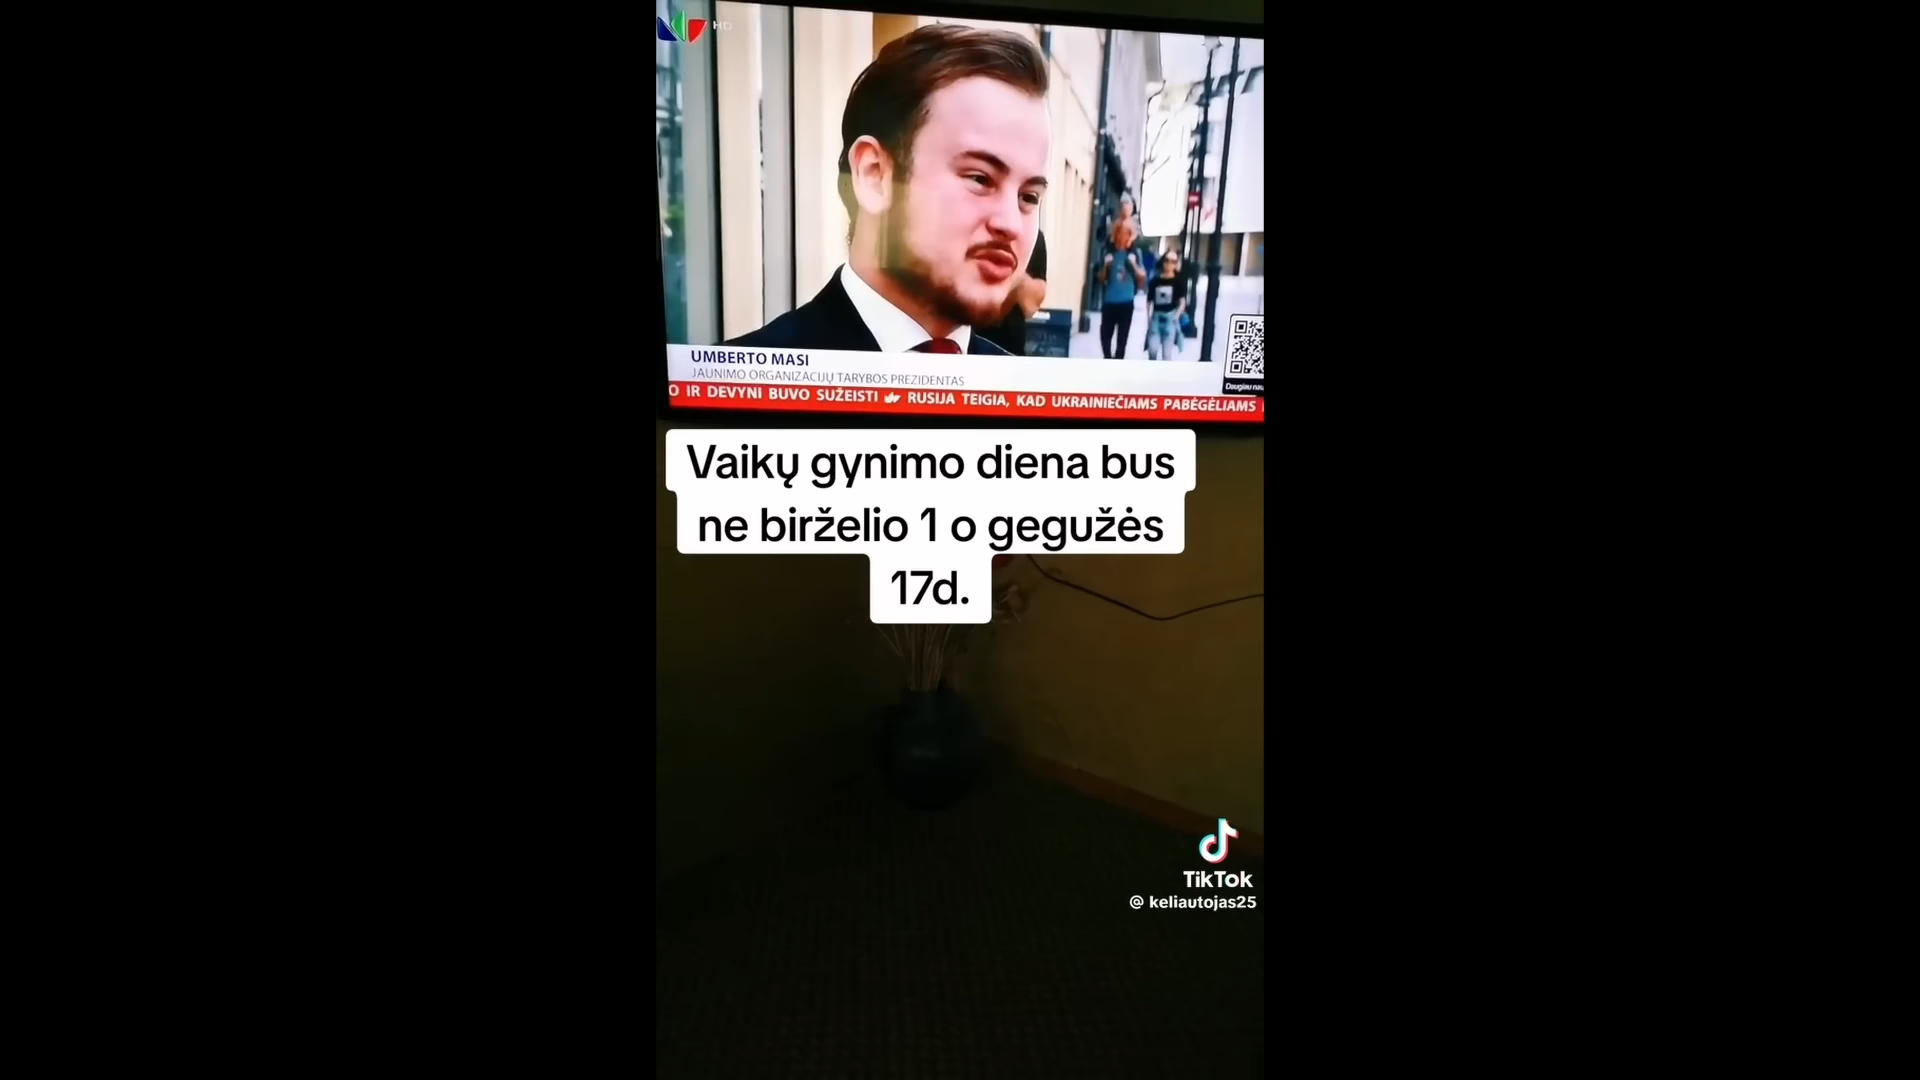 HD
UMBERTO MASI
JAUNIMO ORGANIZACIJŲ TARYBOS PREZIDENTAS
O IR DEVYNI BUVO SUŽEISTI RUSIJA TEIGIA, KAD UKRAINIEČIAMS PABĖGĖLIAMS
Daugiau
Vaikų gynimo diena bus
ne birželio 1 o gegužės
17d.
TikTok
@ keliautojas25